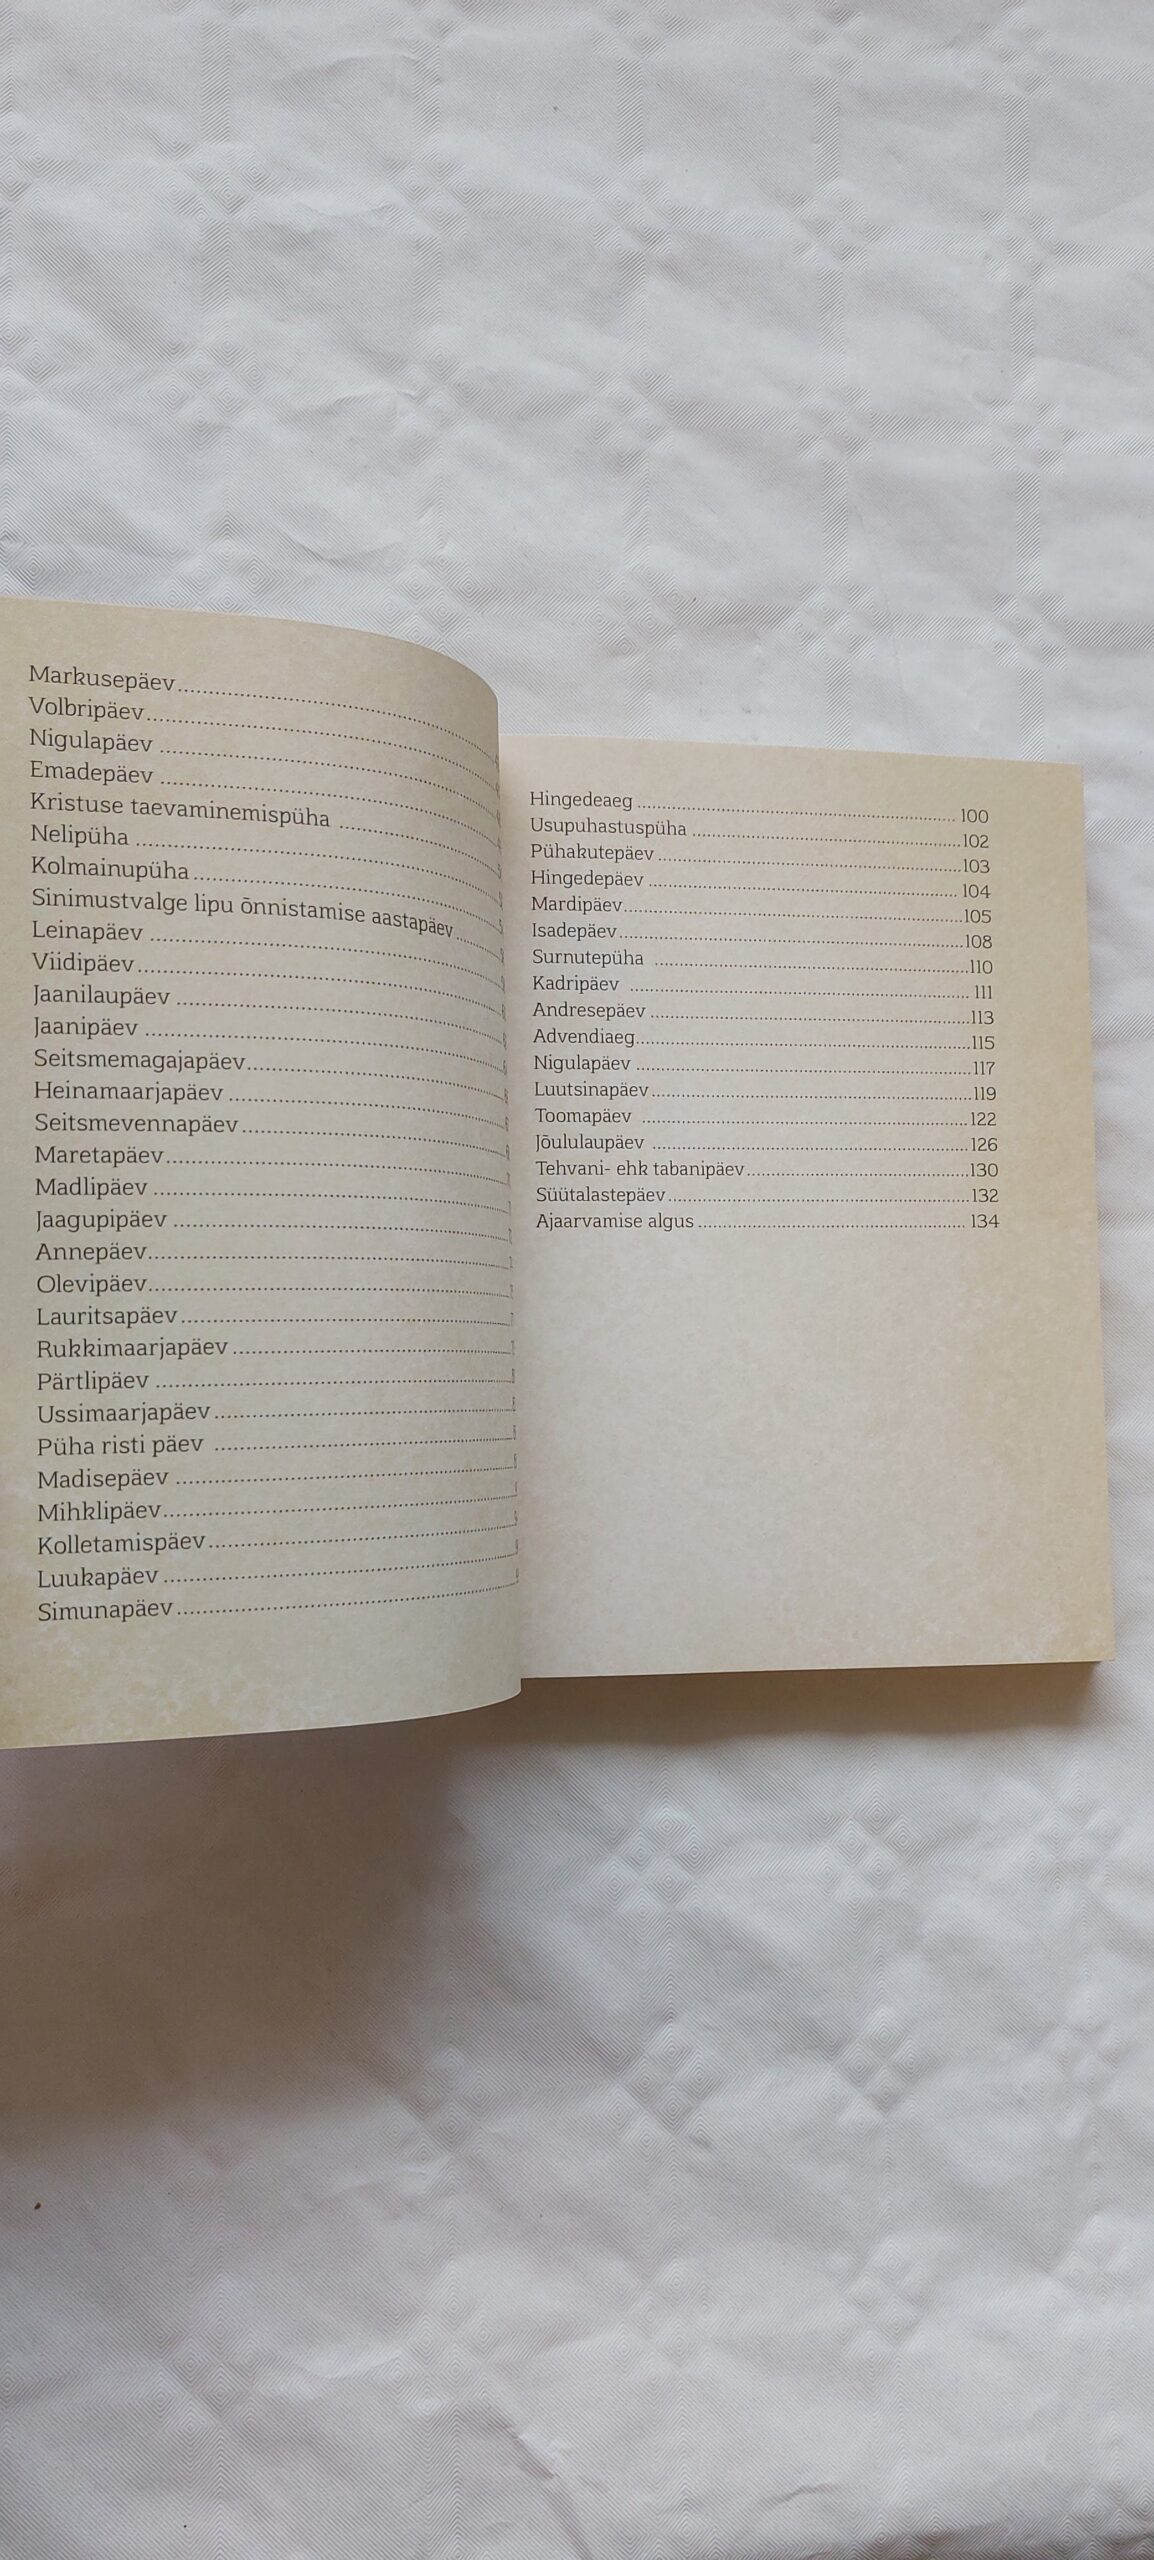 Markusepäev
Volbripäev
Nigulapäev
Emadepäev
Kristuse taevaminemispüha
Nelipüha
Kolmainupüha
Sinimustvalge lipu õnnistamise aastapäev
Leinapäev
Viidipäev
Jaanilaupäev
Jaanipäev
Seitsmemagajapäev
Heinamaarjapäev
Seitsmevennapäev
Maretapäev
Madlipäev
Jaagupipäev
Annepäev
Olevipäev
Lauritsapäev
Rukkimaarjapäev
Pärtlipäev
Ussimaarjapäev
Püha risti päev
Madisepäev
Mihklipäev
Kolletamispäev
Luukapäev
Simunapäev
Hingedeaeg 100
Usupuhastuspüha 102
Pühakutepäev 103
Hingedepäev 104
Mardipäev 105
Isadepäev 108
Surnutepüha 110
Kadripäev 111
Andresepäev 113
Advendiaeg 115
Nigulapäev 117
Luutsinapäev 119
Toomapäev 122
Jõululaupäev 126
Tehvani- ehk tabanipäev 130
Süütalastepäev 132
Ajaarvamise algus 134